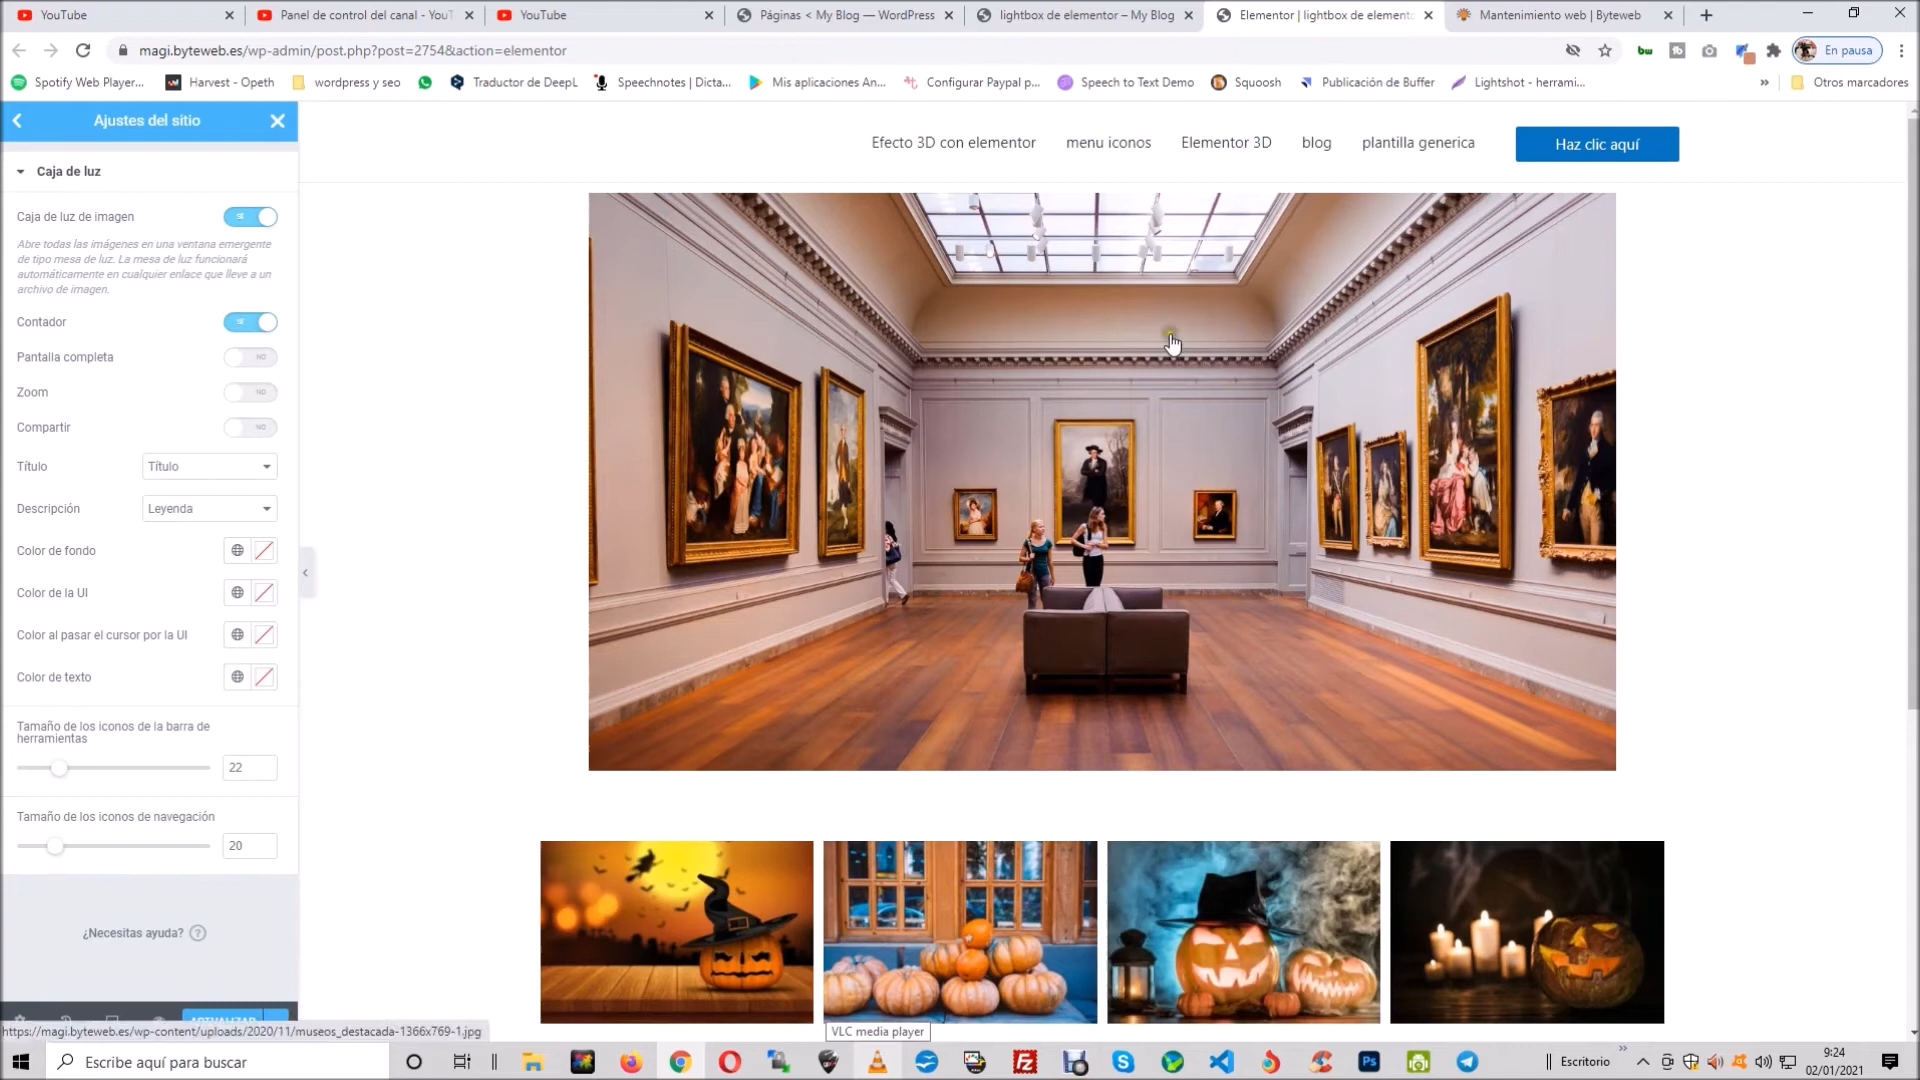 YouTube
Panel de control del canal - YouT
YouTube
Páginas < My Blog — WordPress
lightbox de elementor – My Blog
Elementor | lightbox de elemento
Mantenimiento web | Byteweb
magi.byteweb.es/wp-admin/post.php?post=2754&action=elementor
En pausa
Spotify Web Player...
Harvest - Opeth
wordpress y seo
Traductor de DeepL
Speechnotes | Dicta...
Mis aplicaciones An...
Configurar Paypal p...
Speech to Text Demo
Squoosh
Publicación de Buffer
Lightshot - herrami...
»
Otros marcadores
Ajustes del sitio
Efecto 3D con elementor
menu iconos
Elementor 3D
blog
plantilla generica
Haz clic aquí
Caja de luz
Caja de luz de imagen
SÍ
Abre todas las imágenes en una ventana emergente
de tipo mesa de luz. La mesa de luz funcionará
automáticamente en cualquier enlace que lleve a un
archivo de imagen.
Contador
SÍ
Pantalla completa
NO
Zoom
NO
Compartir
NO
Título
Título
Descripción
Leyenda
Color de fondo
Color de la UI
Color al pasar el cursor por la UI
Color de texto
Tamaño de los iconos de la barra de
herramientas
22
Tamaño de los iconos de navegación
20
¿Necesitas ayuda?
ACTUALIZAR
https://magi.byteweb.es/wp-content/uploads/2020/11/museos_destacada-1366x769-1.jpg
VLC media player
Escribe aquí para buscar
Escritorio
9:24
02/01/2021